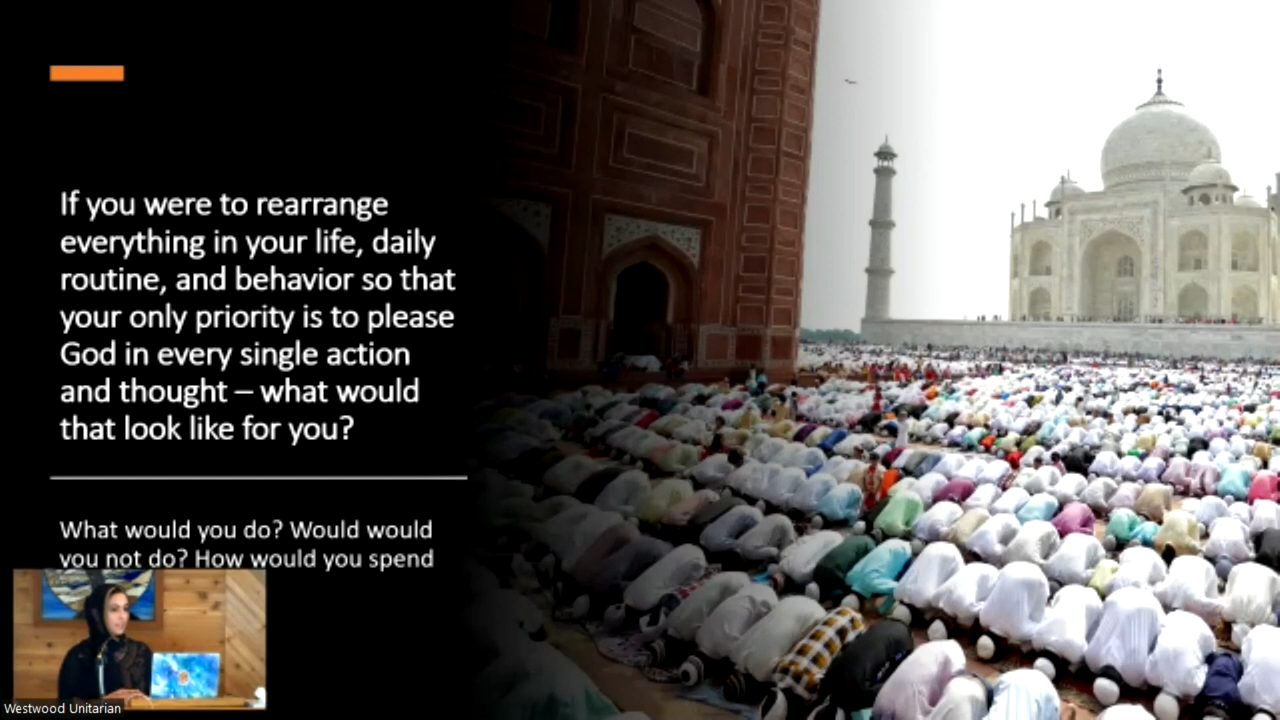 If you were to rearrange
everything in your life, daily
routine, and behavior so that
your only priority is to please
God in every single action
and thought – what would
that look like for you?
What would you do? Would would
you not do? How would you spend
Westwood Unitarian